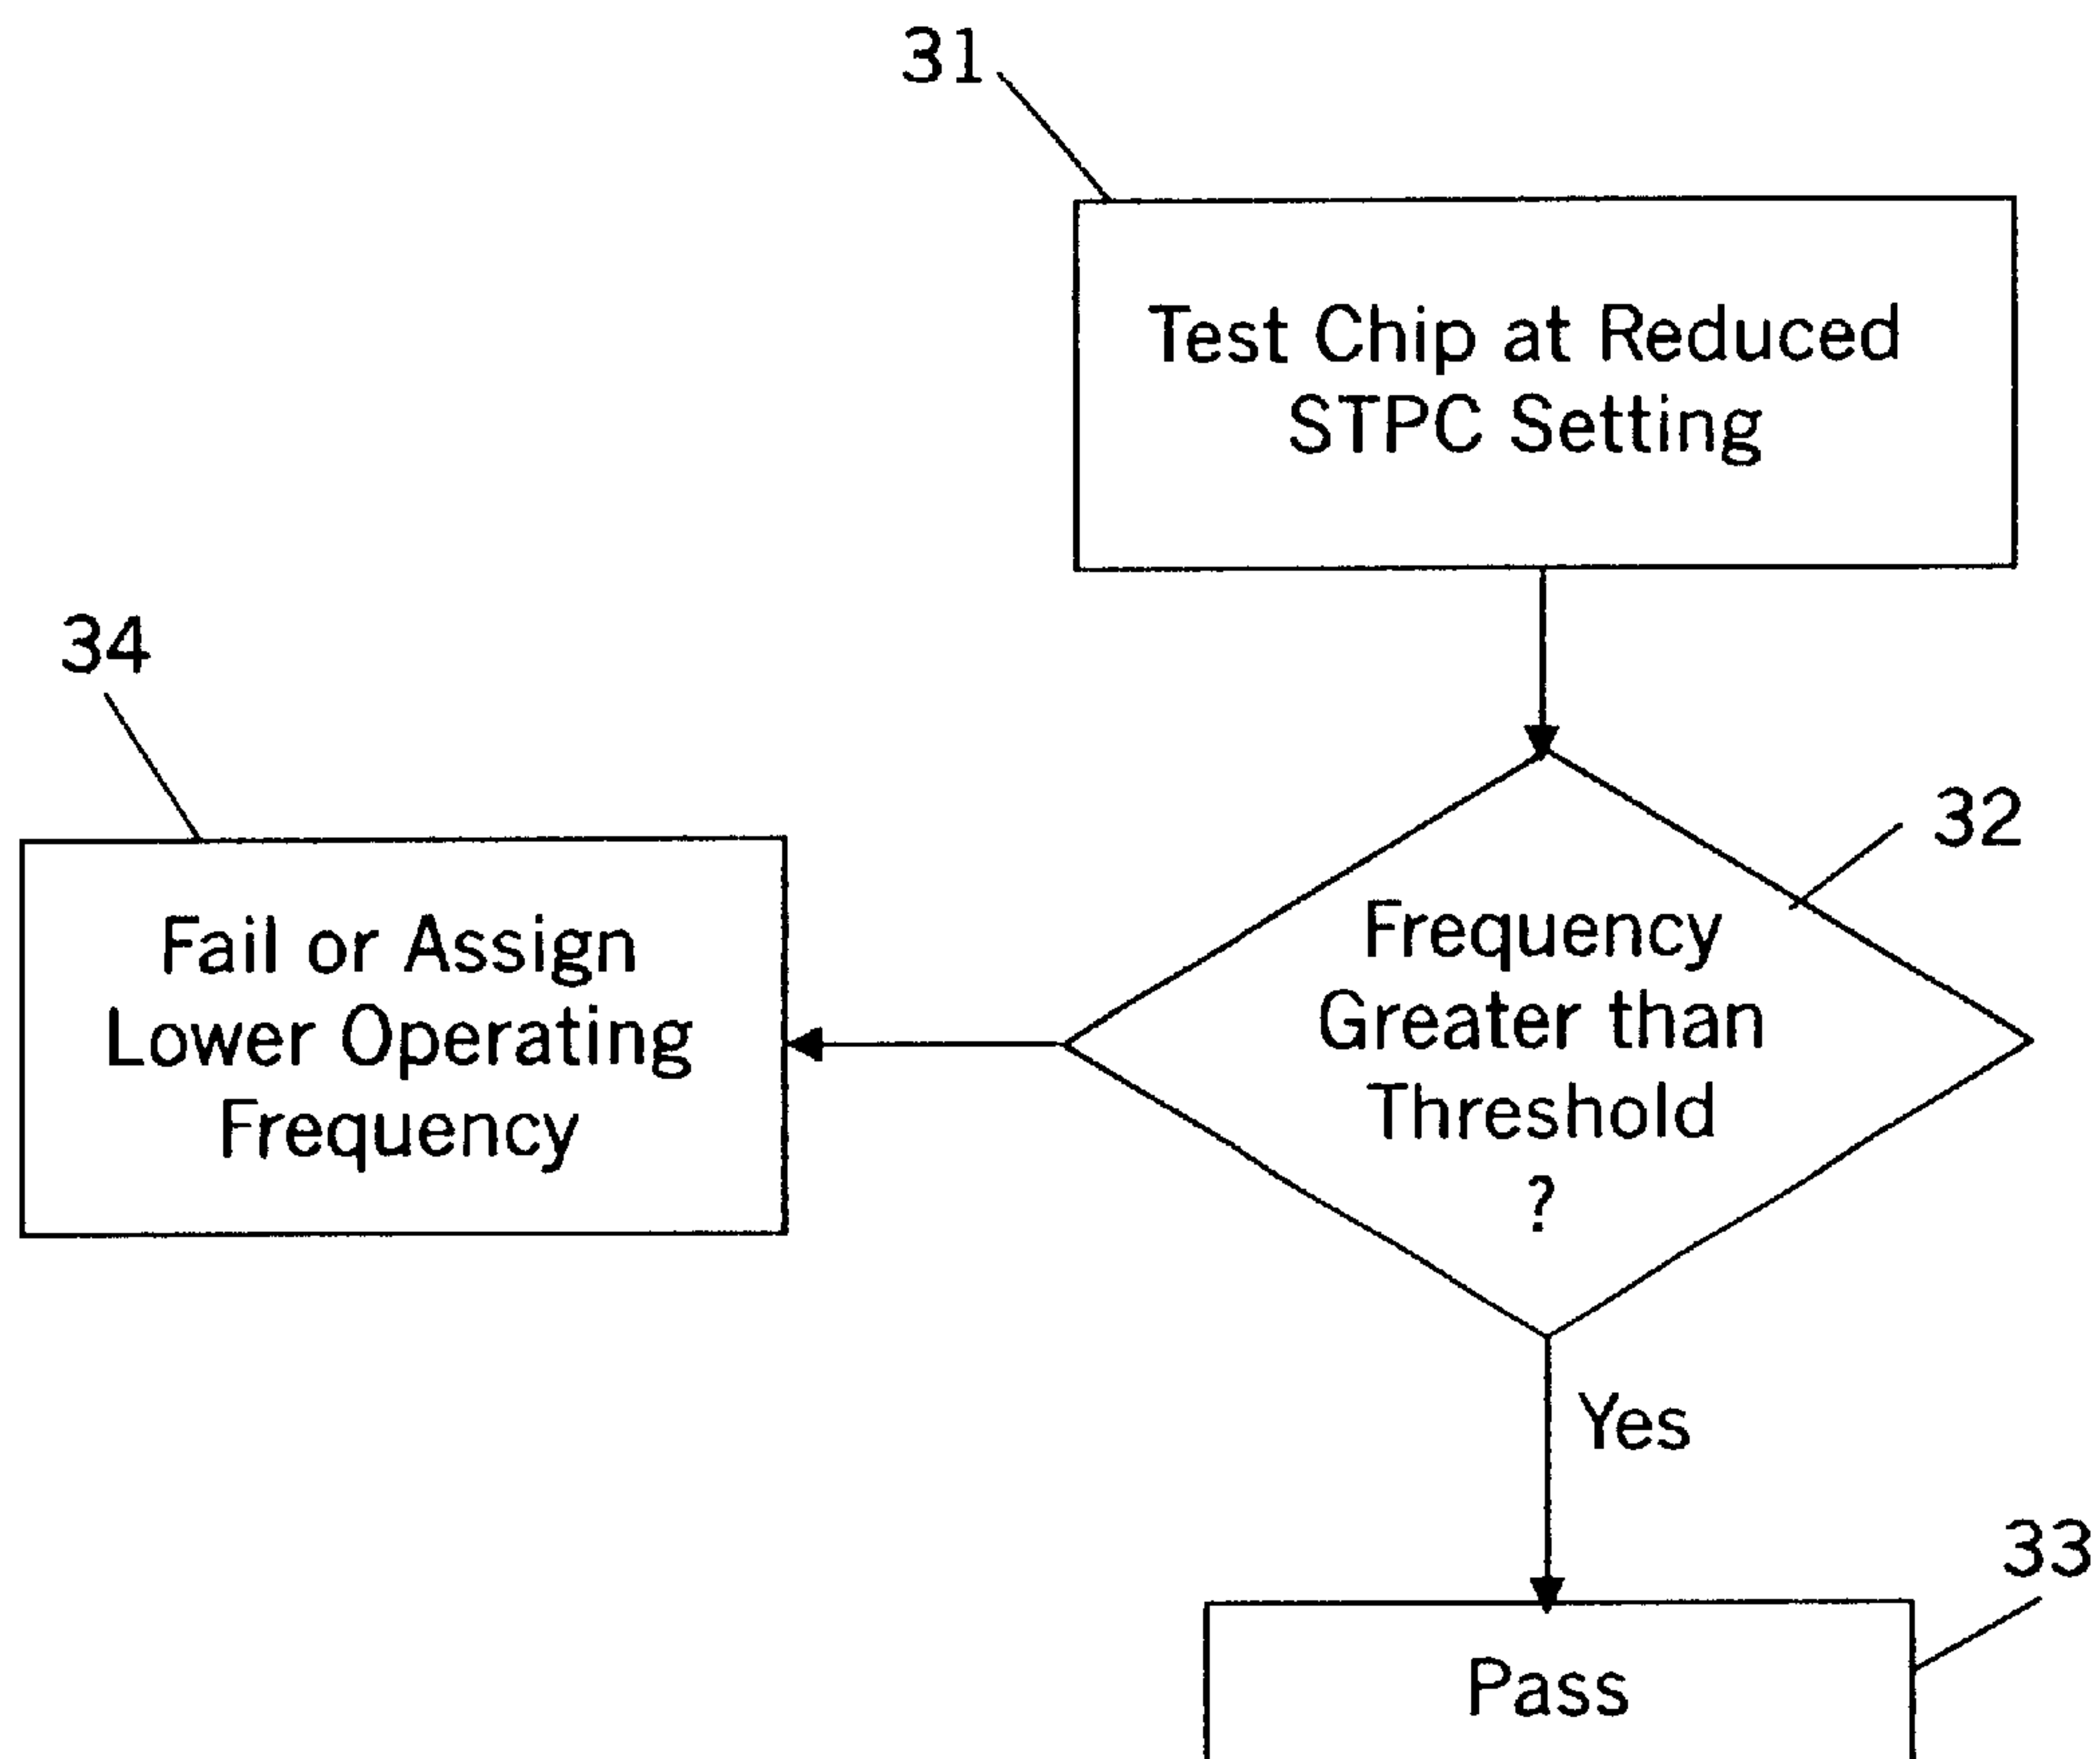 31
Test Chip at Reduced
STPC Setting
34
32
Fail or Assign
Lower Operating
Frequency
Frequency
Greater than
Threshold
?
Yes
33
Pass